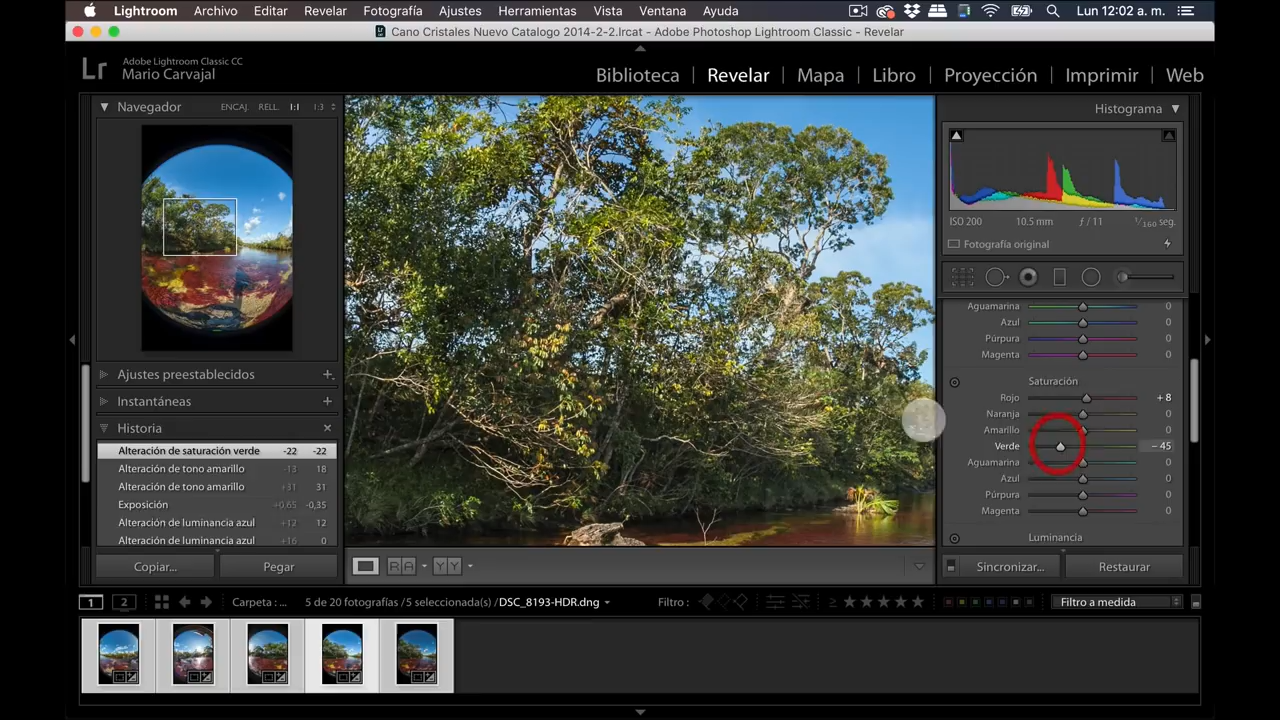 Lightroom Archivo Editar Revelar Fotografía Ajustes Herramientas Vista Ventana Ayuda Lun 12:02 a. m.
Cano Cristales Nuevo Catalogo 2014-2-2.lrcat - Adobe Photoshop Lightroom Classic - Revelar
Lr Adobe Lightroom Classic CC
Mario Carvajal
Biblioteca | Revelar | Mapa | Libro | Proyección | Imprimir | Web
Navegador ENCAJ. RELL. 1:1 1:3
Ajustes preestablecidos +
Instantáneas +
Historia ×
Alteración de saturación verde -22 -22
Alteración de tono amarillo -13 18
Alteración de tono amarillo +31 31
Exposición +0,65 -0,35
Alteración de luminancia azul +12 12
Alteración de luminancia azul +16 0
Copiar... Pegar
Histograma
ISO 200 10.5 mm ƒ / 11 1/160 seg.
Fotografía original
Aguamarina 0
Azul 0
Púrpura 0
Magenta 0
Saturación
Rojo + 8
Naranja 0
Amarillo 0
Verde − 45
Aguamarina 0
Azul 0
Púrpura 0
Magenta 0
Luminancia
Sincronizar... Restaurar
R A Y Y
1 2 Carpeta : ... 5 de 20 fotografías /5 seleccionada(s) /DSC_8193-HDR.dng Filtro : ≥ ★★★★★ Filtro a medida